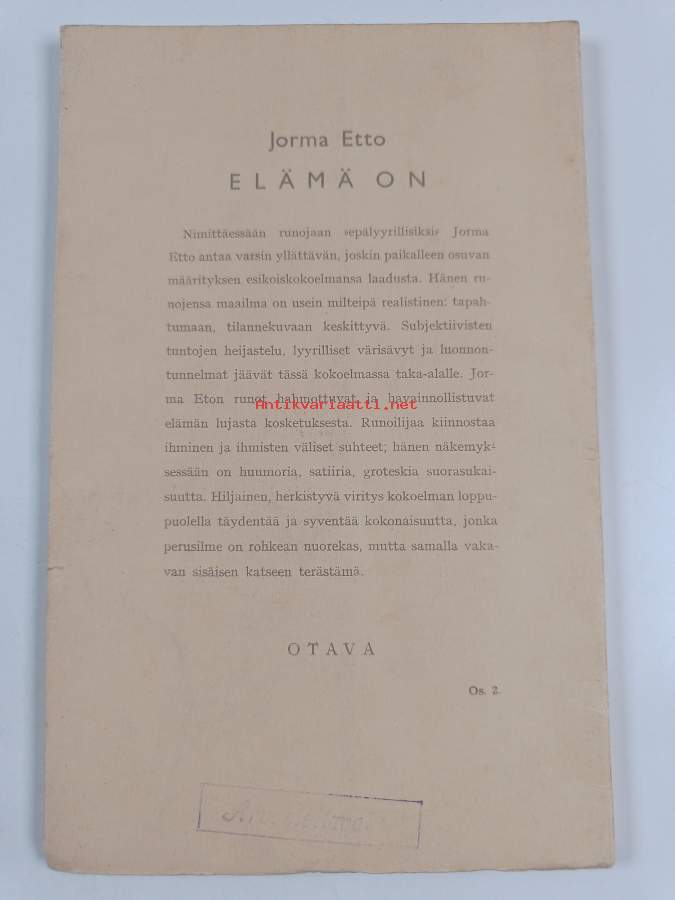 Jorma Etto
ELÄMÄ ON
Nimittäessään runojaan »epälyyrillisiksi» Jorma
Etto antaa varsin yllättävän, joskin paikalleen osuvan
määrityksen esikoiskokoelmansa laadusta. Hänen ru-
nojensa maailma on usein milteipä realistinen: tapah-
tumaan, tilannekuvaan keskittyvä. Subjektiivisten
tuntojen heijastelu, lyyrilliset värisävyt ja luonnon-
tunnelmat jäävät tässä kokoelmassa taka-alalle. Jor-
ma Eton runot hahmottuvat ja havainnollistuvat
Antikvariaatti.net
elämän lujasta kosketuksesta. Runoilijaa kiinnostaa
ihminen ja ihmisten väliset suhteet; hänen näkemyk-
sessään on huumoria, satiiria, groteskia suorasukai-
suutta. Hiljainen, herkistyvä viritys kokoelman loppu-
puolella täydentää ja syventää kokonaisuutta, jonka
perusilme on rohkean nuorekas, mutta samalla vaka-
van sisäisen katseen terästämä.
OTAVA
Os. 2.